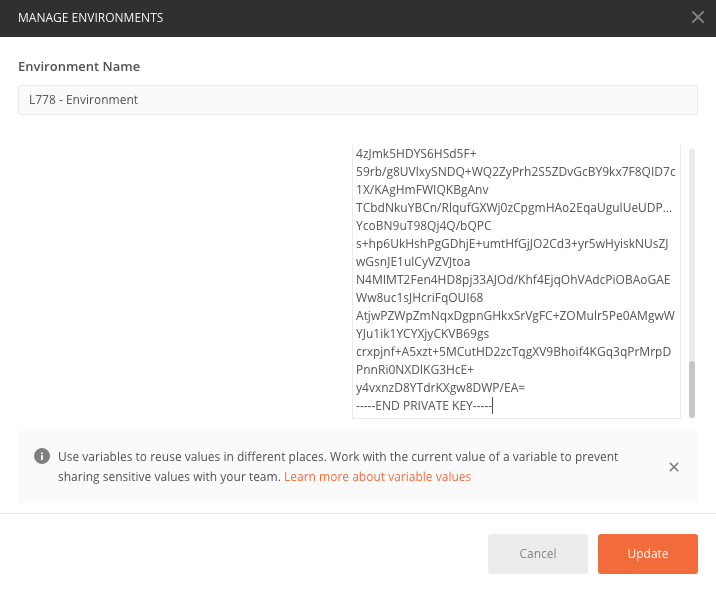 MANAGE ENVIRONMENTS
Environment Name
L778 - Environment
4zJmk5HDYS6HSd5F+
59rb/g8UVlxySNDQ+WQ2ZyPrh2S5ZDvGcBY9kx7F8QID7c
1X/KAgHmFWIQKBgAnv
TCbdNkuYBCn/RlqufGXWj0zCpgmHAo2EqaUgulUeUDP...
YcoBN9uT98Qj4Q/bQPC
s+hp6UkHshPgGDhjE+umtHfGjJO2Cd3+yr5wHyiskNUsZJ
wGsnJE1ulCyVZVJtoa
N4MIMT2Fen4HD8pj33AJOd/Khf4EjqOhVAdcPiOBAoGAE
Ww8uc1sJHcriFqOUI68
AtjwPZWpZmNqxDgpnGHkxSrVgFC+ZOMulr5Pe0AMgwW
YJu1ik1YCYXjyCKVB69gs
crxpjnf+A5xzt+5MCutHD2zcTqgXV9Bhoif4KGq3qPrMrpD
PnnRi0NXDlKG3HcE+
y4vxnzD8YTdrKXgw8DWP/EA=
-----END PRIVATE KEY-----
Use variables to reuse values in different places. Work with the current value of a variable to prevent
sharing sensitive values with your team. Learn more about variable values
Cancel
Update